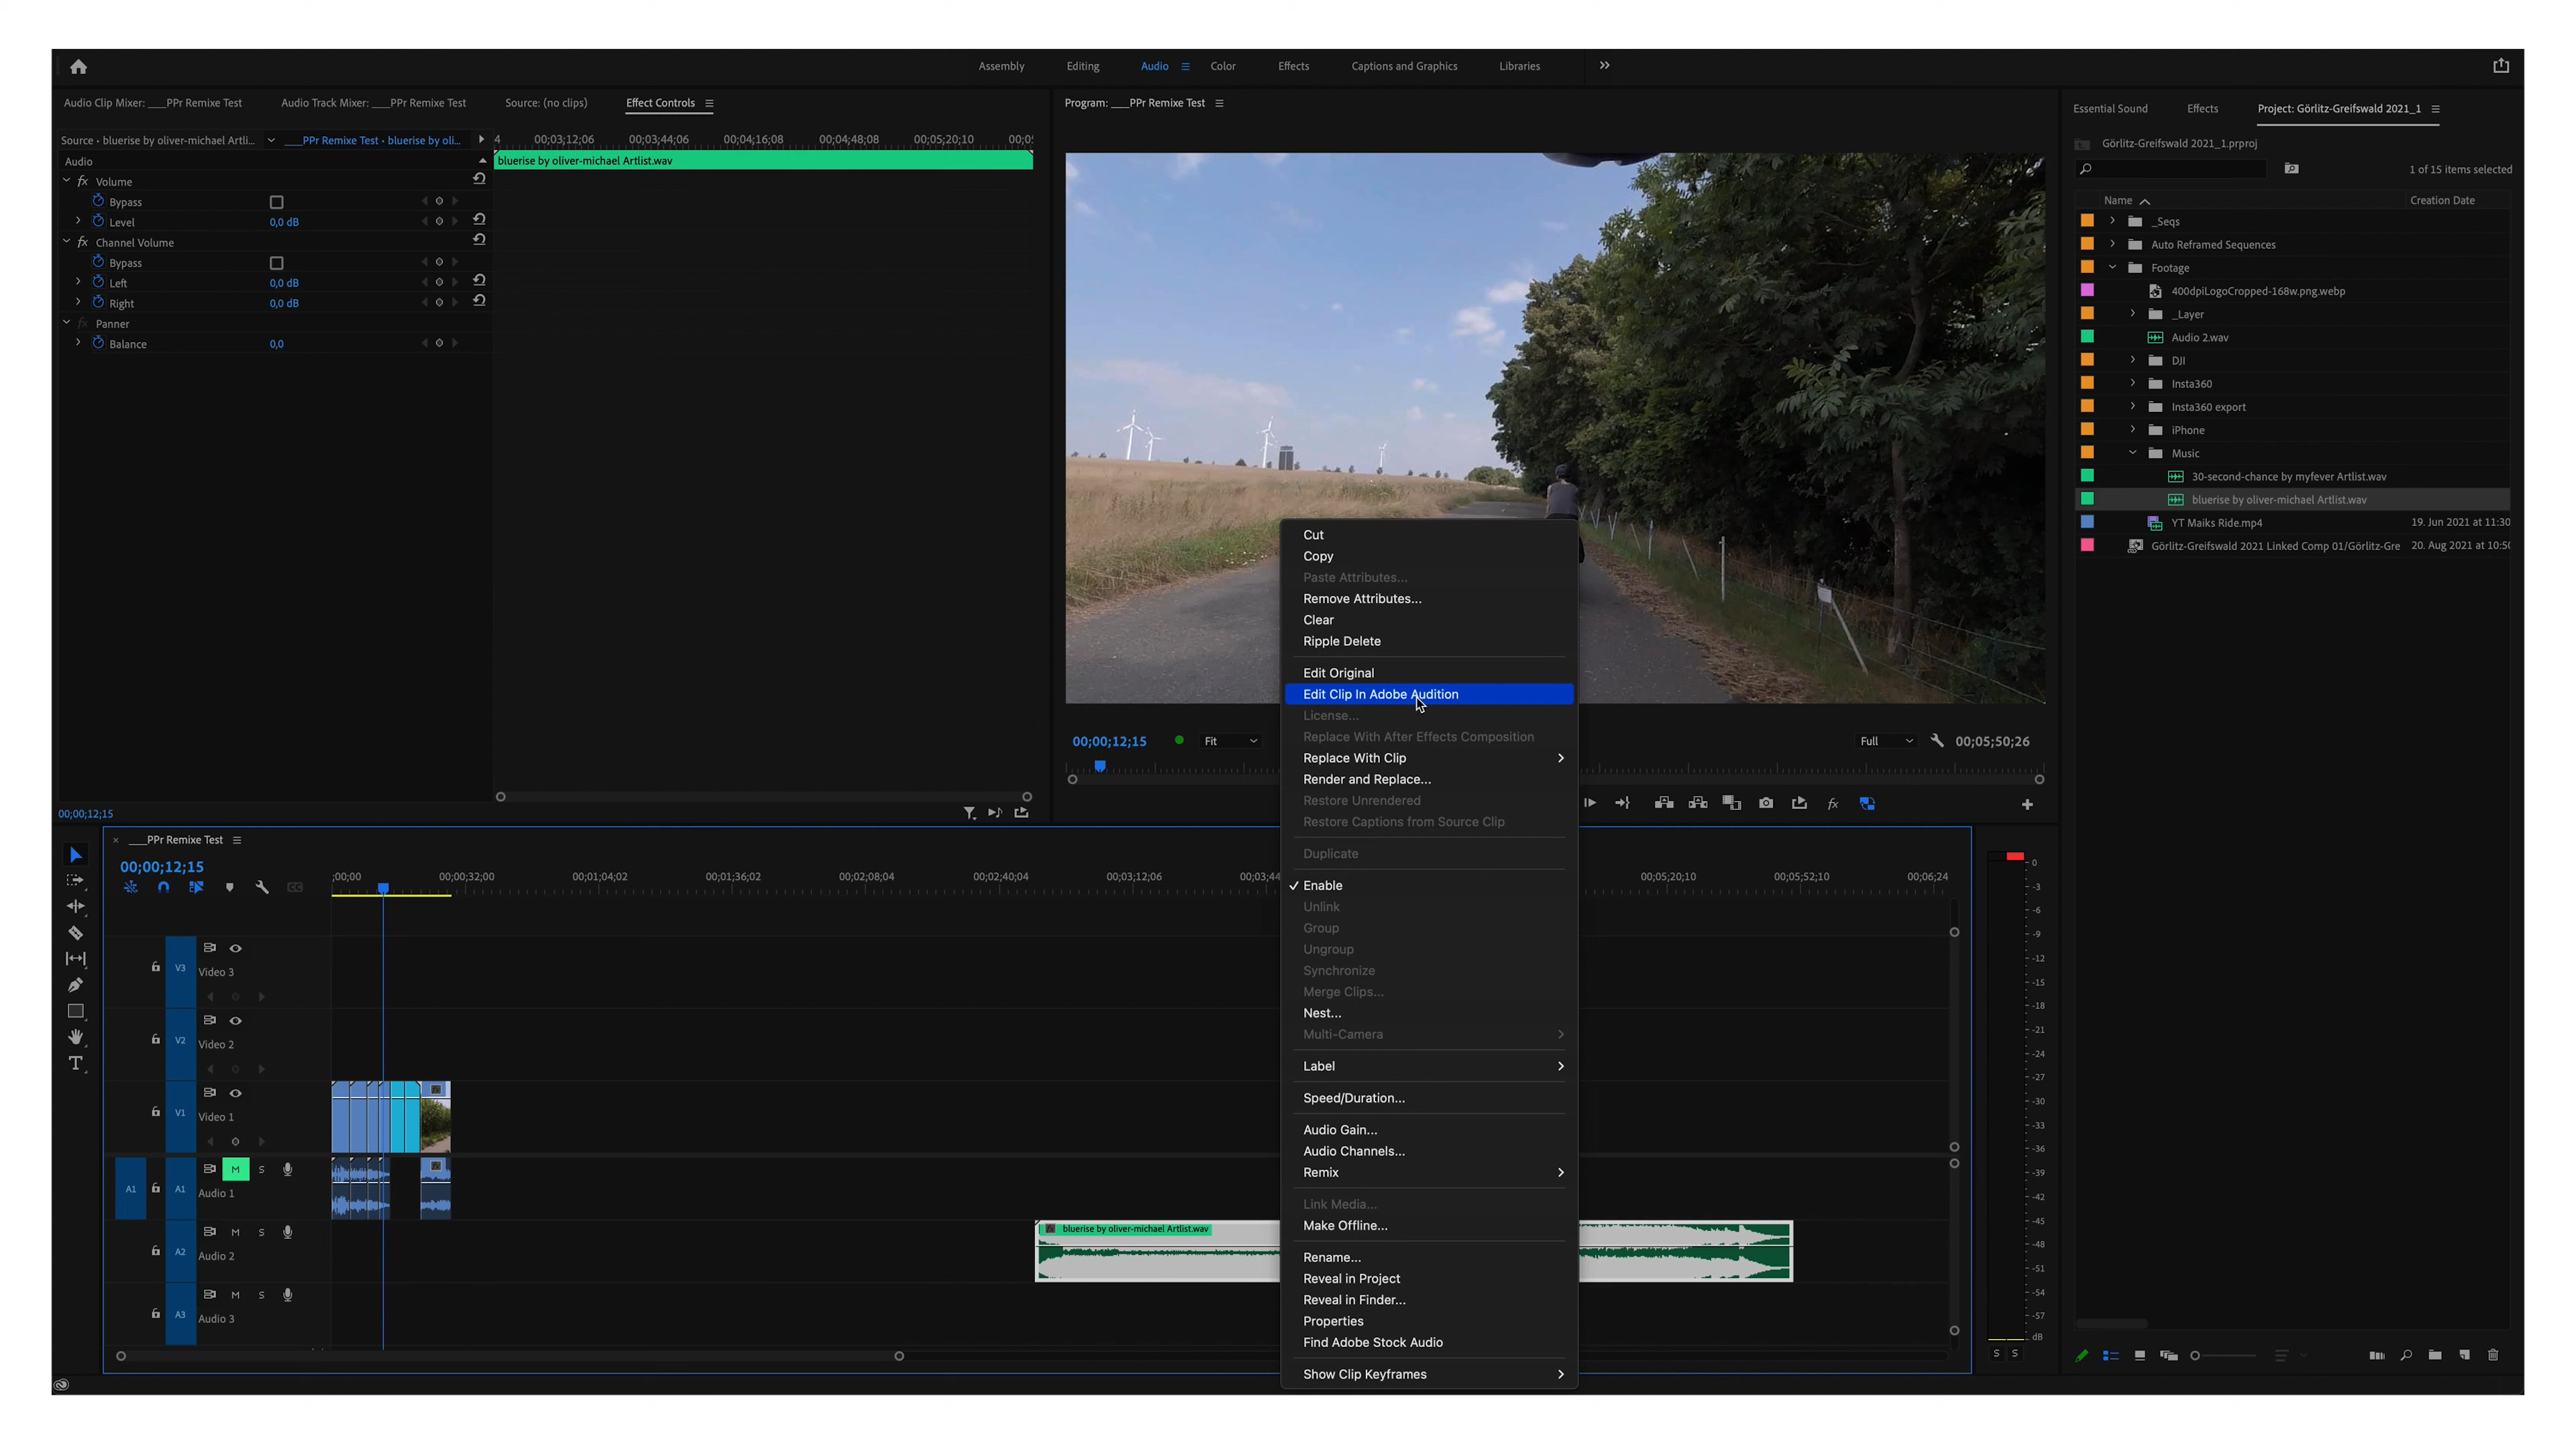 Assembly
Editing
Audio
Color
Effects
Captions and Graphics
Libraries
Audio Clip Mixer: ___PPr Remixe Test
Audio Track Mixer: ___PPr Remixe Test
Source: (no clips)
Effect Controls
Source · bluerise by oliver-michael Artli...
___PPr Remixe Test · bluerise by oli...
4
00;03;12;06
00;03;44;06
00;04;16;08
00;04;48;08
00;05;20;10
00;05
bluerise by oliver-michael Artlist.wav
Audio
fx Volume
Bypass
Level
0,0 dB
fx Channel Volume
Bypass
Left
0,0 dB
Right
0,0 dB
fx Panner
Balance
0,0
00;00;12;15
Program: ___PPr Remixe Test
00;00;12;15
Fit
Full
00;05;50;26
fx
Essential Sound
Effects
Project: Görlitz-Greifswald 2021_1
Görlitz-Greifswald 2021_1.prproj
1 of 15 items selected
Name
Creation Date
_Seqs
Auto Reframed Sequences
Footage
400dpiLogoCropped-168w.png.webp
_Layer
Audio 2.wav
DJI
Insta360
Insta360 export
iPhone
Music
30-second-chance by myfever Artlist.wav
bluerise by oliver-michael Artlist.wav
YT Maiks Ride.mp4
19. Jun 2021 at 11:30
Görlitz-Greifswald 2021 Linked Comp 01/Görlitz-Gre
20. Aug 2021 at 10:50
Cut
Copy
Paste Attributes...
Remove Attributes...
Clear
Ripple Delete
Edit Original
Edit Clip In Adobe Audition
License...
Replace With After Effects Composition
Replace With Clip
Render and Replace...
Restore Unrendered
Restore Captions from Source Clip
Duplicate
Enable
Unlink
Group
Ungroup
Synchronize
Merge Clips...
Nest...
Multi-Camera
Label
Speed/Duration...
Audio Gain...
Audio Channels...
Remix
Link Media...
Make Offline...
Rename...
Reveal in Project
Reveal in Finder...
Properties
Find Adobe Stock Audio
Show Clip Keyframes
___PPr Remixe Test
00;00;12;15
;00;00
00;00;32;00
00;01;04;02
00;01;36;02
00;02;08;04
00;02;40;04
00;03;12;06
00;03;44
00;05;20;10
00;05;52;10
00;06;24
V3
Video 3
V2
Video 2
V1
Video 1
A1
A1
M
S
Audio 1
A2
M
S
Audio 2
A3
M
S
Audio 3
bluerise by oliver-michael Artlist.wav
0
-3
-6
-9
-12
-15
-18
-21
-24
-27
-30
-33
-36
-39
-42
-45
-48
-51
-54
-57
dB
S
S